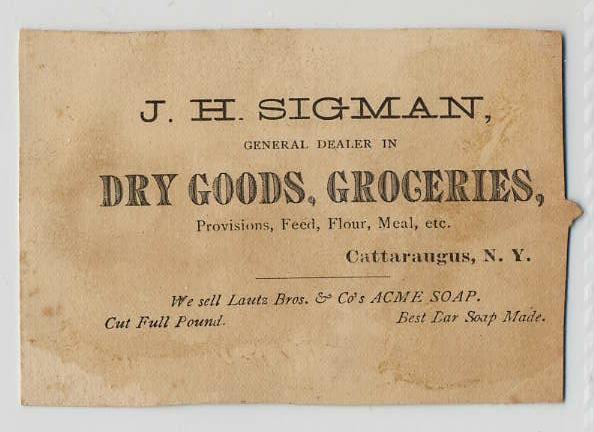 J. H. SIGMAN,
GENERAL DEALER IN
DRY GOODS, GROCERIES,
Provisions, Feed, Flour, Meal, etc.
Cattaraugus, N. Y.
We sell Lautz Bros. & Co's ACME SOAP.
Cut Full Pound. Best Bar Soap Made.